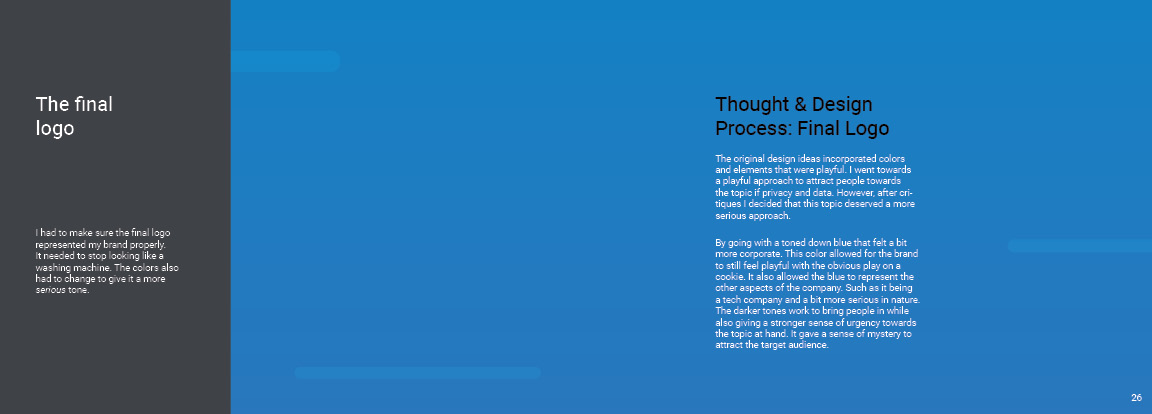 The final
logo
I had to make sure the final logo
represented my brand properly.
It needed to stop looking like a
washing machine. The colors also
had to change to give it a more
serious tone.
Thought & Design
Process: Final Logo
The original design ideas incorporated colors
and elements that were playful. I went towards
a playful approach to attract people towards
the topic if privacy and data. However, after cri-
tiques I decided that this topic deserved a more
serious approach.
By going with a toned down blue that felt a bit
more corporate. This color allowed for the brand
to still feel playful with the obvious play on a
cookie. It also allowed the blue to represent the
other aspects of the company. Such as it being
a tech company and a bit more serious in nature.
The darker tones work to bring people in while
also giving a stronger sense of urgency towards
the topic at hand. It gave a sense of mystery to
attract the target audience.
26